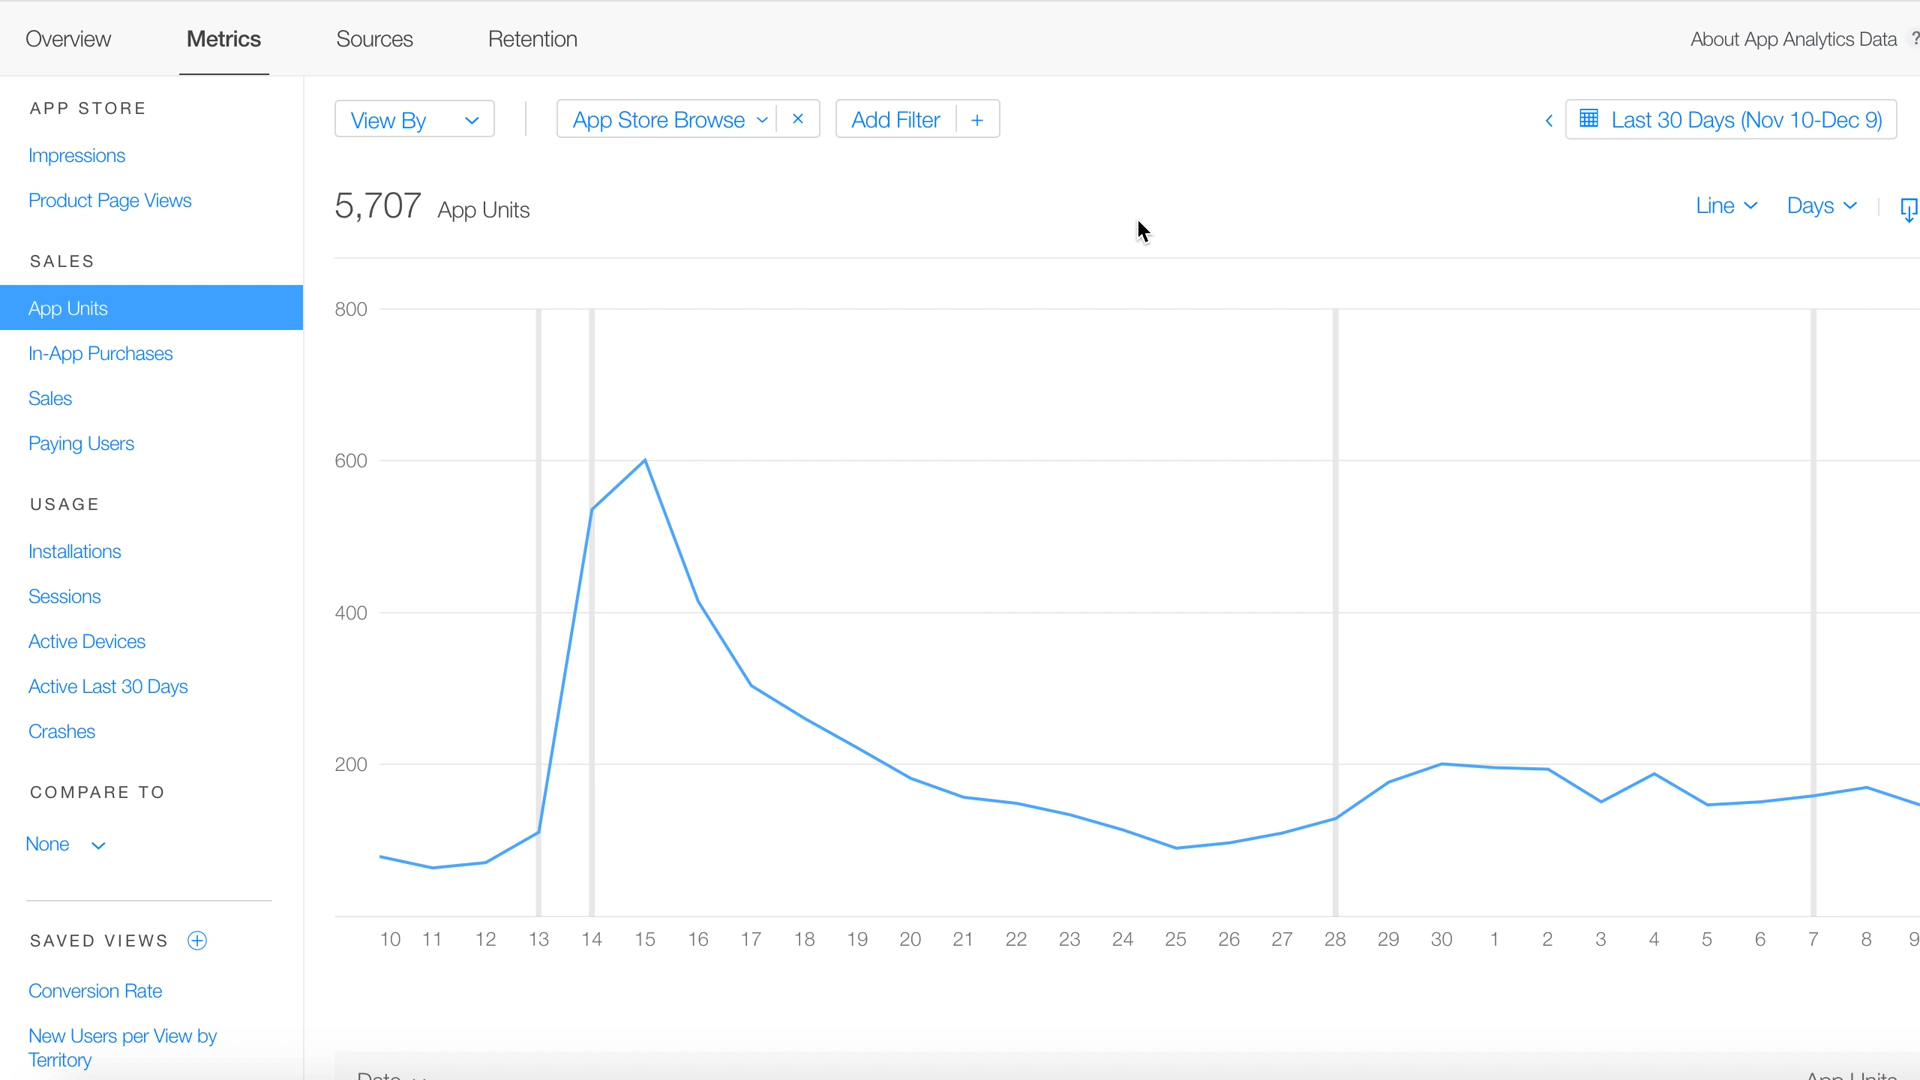 Overview Metrics Sources Retention About App Analytics Data ?
APP STORE
Impressions
Product Page Views
SALES
App Units
In-App Purchases
Sales
Paying Users
USAGE
Installations
Sessions
Active Devices
Active Last 30 Days
Crashes
COMPARE TO
None
SAVED VIEWS
Conversion Rate
New Users per View by
Territory
View By App Store Browse × Add Filter + Last 30 Days (Nov 10-Dec 9)
5,707 App Units Line Days
800
600
400
200
10 11 12 13 14 15 16 17 18 19 20 21 22 23 24 25 26 27 28 29 30 1 2 3 4 5 6 7 8 9
Date App Units